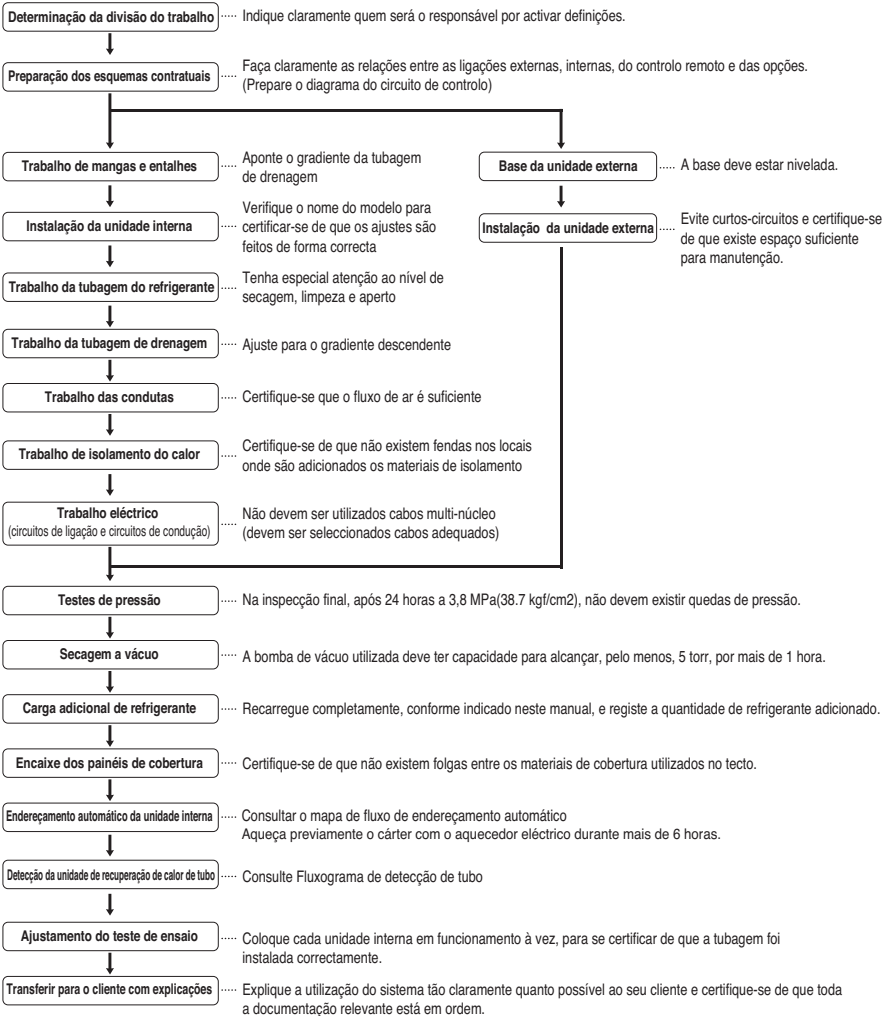 Determinação da divisão do trabalho ..... Indique claramente quem será o responsável por activar definições.
Preparação dos esquemas contratuais ..... Faça claramente as relações entre as ligações externas, internas, do controlo remoto e das opções.
(Prepare o diagrama do circuito de controlo)
Trabalho de mangas e entalhes ..... Aponte o gradiente da tubagem
de drenagem
Instalação da unidade interna ..... Verifique o nome do modelo para
certificar-se de que os ajustes são
feitos de forma correcta
Trabalho da tubagem do refrigerante ..... Tenha especial atenção ao nível de
secagem, limpeza e aperto
Trabalho da tubagem de drenagem ..... Ajuste para o gradiente descendente
Trabalho das condutas ..... Certifique-se que o fluxo de ar é suficiente
Trabalho de isolamento do calor ..... Certifique-se de que não existem fendas nos locais
onde são adicionados os materiais de isolamento
Trabalho eléctrico
(circuitos de ligação e circuitos de condução) ..... Não devem ser utilizados cabos multi-núcleo
(devem ser seleccionados cabos adequados)
Base da unidade externa ..... A base deve estar nivelada.
Instalação da unidade externa ..... Evite curtos-circuitos e certifique-se
de que existe espaço suficiente
para manutenção.
Testes de pressão ..... Na inspecção final, após 24 horas a 3,8 MPa(38.7 kgf/cm2), não devem existir quedas de pressão.
Secagem a vácuo ..... A bomba de vácuo utilizada deve ter capacidade para alcançar, pelo menos, 5 torr, por mais de 1 hora.
Carga adicional de refrigerante ..... Recarregue completamente, conforme indicado neste manual, e registe a quantidade de refrigerante adicionado.
Encaixe dos painéis de cobertura ..... Certifique-se de que não existem folgas entre os materiais de cobertura utilizados no tecto.
Endereçamento automático da unidade interna ..... Consultar o mapa de fluxo de endereçamento automático
Aqueça previamente o cárter com o aquecedor eléctrico durante mais de 6 horas.
Detecção da unidade de recuperação de calor de tubo ..... Consulte Fluxograma de detecção de tubo
Ajustamento do teste de ensaio ..... Coloque cada unidade interna em funcionamento à vez, para se certificar de que a tubagem foi
instalada correctamente.
Transferir para o cliente com explicações ..... Explique a utilização do sistema tão claramente quanto possível ao seu cliente e certifique-se de que toda
a documentação relevante está em ordem.